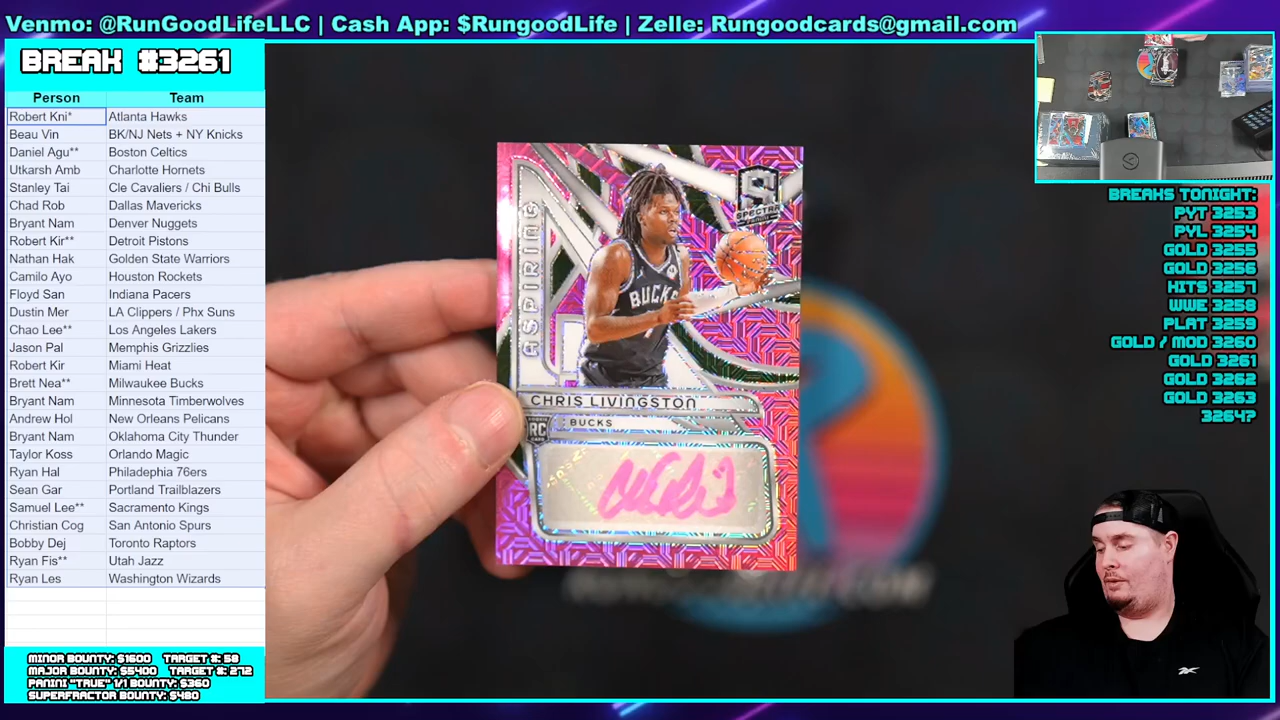 Venmo: @RunGoodLifeLLC | Cash App: $RungoodLife | Zelle: Rungoodcards@gmail.com
BREAK #3261
Person Team
Robert Kni* Atlanta Hawks
Beau Vin BK/NJ Nets + NY Knicks
Daniel Agu** Boston Celtics
Utkarsh Amb Charlotte Hornets
Stanley Tai Cle Cavaliers / Chi Bulls
Chad Rob Dallas Mavericks
Bryant Nam Denver Nuggets
Robert Kir** Detroit Pistons
Nathan Hak Golden State Warriors
Camilo Ayo Houston Rockets
Floyd San Indiana Pacers
Dustin Mer LA Clippers / Phx Suns
Chao Lee** Los Angeles Lakers
Jason Pal Memphis Grizzlies
Robert Kir Miami Heat
Brett Nea** Milwaukee Bucks
Bryant Nam Minnesota Timberwolves
Andrew Hol New Orleans Pelicans
Bryant Nam Oklahoma City Thunder
Taylor Koss Orlando Magic
Ryan Hal Philadephia 76ers
Sean Gar Portland Trailblazers
Samuel Lee** Sacramento Kings
Christian Cog San Antonio Spurs
Bobby Dej Toronto Raptors
Ryan Fis** Utah Jazz
Ryan Les Washington Wizards
MINOR BOUNTY: $1600 TARGET #: 58
MAJOR BOUNTY: $5400 TARGET #: 272
PANINI "TRUE" 1/1 BOUNTY: $360
SUPERFRACTOR BOUNTY: $480
ASPIRING
SPECTRA
BUCKS
CHRIS LIVINGSTON
RC
BUCKS
BREAKS TONIGHT:
PYT 3253
PYL 3254
GOLD 3255
GOLD 3256
HITS 3257
WWE 3258
PLAT 3259
GOLD / MOD 3260
GOLD 3261
GOLD 3262
GOLD 3263
3264?